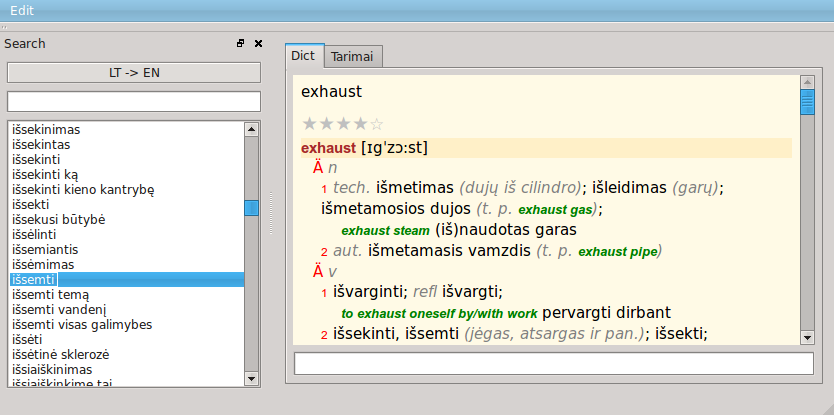 Edit
Search
LT -> EN
išsekinimas
išsekintas
išsekinti
išsekinti ką
išsekinti kieno kantrybę
išsekti
išsekusi būtybė
išsėlinti
išsemiantis
išsėmimas
išsemti
išsemti temą
išsemti vandenį
išsemti visas galimybes
išsėti
išsėtinė sklerozė
išsiaiškinimas
išsiaiškinkime tai
Dict
Tarimai
exhaust
★★★★☆
exhaust [ɪg'zɔ:st]
Ä n
1 tech. išmetimas (dujų iš cilindro); išleidimas (garų);
išmetamosios dujos (t. p. exhaust gas);
exhaust steam (iš)naudotas garas
2 aut. išmetamasis vamzdis (t. p. exhaust pipe)
Ä v
1 išvarginti; refl išvargti;
to exhaust oneself by/with work pervargti dirbant
2 išsekinti, išsemti (jėgas, atsargas ir pan.); išsekti;